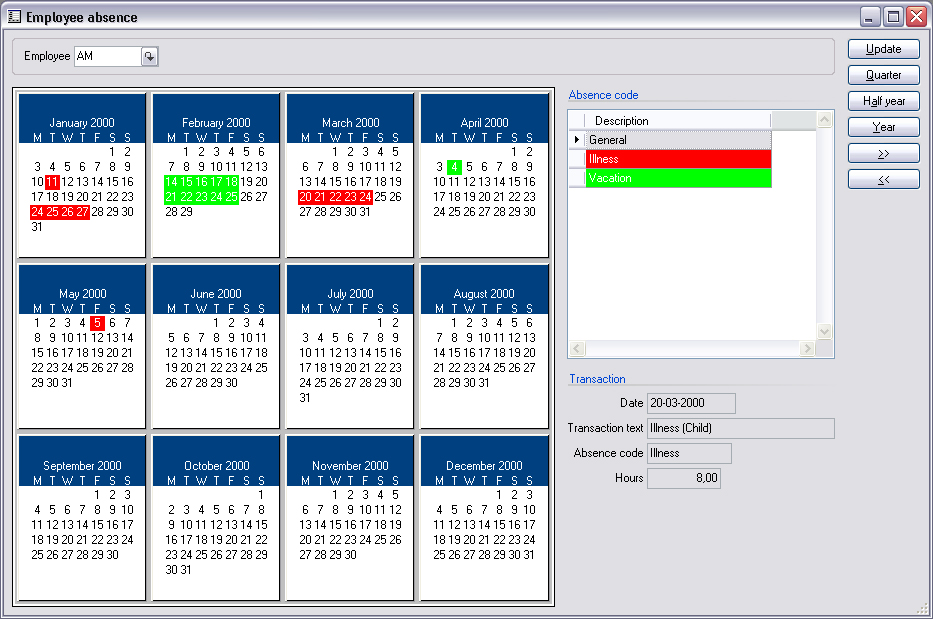 Employee absence
Employee AM
Update
Quarter
Half year
Year
>>
<<
January 2000
M T W T F S S
1 2
3 4 5 6 7 8 9
10 11 12 13 14 15 16
17 18 19 20 21 22 23
24 25 26 27 28 29 30
31
February 2000
M T W T F S S
1 2 3 4 5 6
7 8 9 10 11 12 13
14 15 16 17 18 19 20
21 22 23 24 25 26 27
28 29
March 2000
M T W T F S S
1 2 3 4 5
6 7 8 9 10 11 12
13 14 15 16 17 18 19
20 21 22 23 24 25 26
27 28 29 30 31
April 2000
M T W T F S S
1 2
3 4 5 6 7 8 9
10 11 12 13 14 15 16
17 18 19 20 21 22 23
24 25 26 27 28 29 30
May 2000
M T W T F S S
1 2 3 4 5 6 7
8 9 10 11 12 13 14
15 16 17 18 19 20 21
22 23 24 25 26 27 28
29 30 31
June 2000
M T W T F S S
1 2 3 4
5 6 7 8 9 10 11
12 13 14 15 16 17 18
19 20 21 22 23 24 25
26 27 28 29 30
July 2000
M T W T F S S
1 2
3 4 5 6 7 8 9
10 11 12 13 14 15 16
17 18 19 20 21 22 23
24 25 26 27 28 29 30
31
August 2000
M T W T F S S
1 2 3 4 5 6
7 8 9 10 11 12 13
14 15 16 17 18 19 20
21 22 23 24 25 26 27
28 29 30 31
September 2000
M T W T F S S
1 2 3
4 5 6 7 8 9 10
11 12 13 14 15 16 17
18 19 20 21 22 23 24
25 26 27 28 29 30
October 2000
M T W T F S S
1
2 3 4 5 6 7 8
9 10 11 12 13 14 15
16 17 18 19 20 21 22
23 24 25 26 27 28 29
30 31
November 2000
M T W T F S S
1 2 3 4 5
6 7 8 9 10 11 12
13 14 15 16 17 18 19
20 21 22 23 24 25 26
27 28 29 30
December 2000
M T W T F S S
1 2 3
4 5 6 7 8 9 10
11 12 13 14 15 16 17
18 19 20 21 22 23 24
25 26 27 28 29 30 31
Absence code
Description
General
Illness
Vacation
Transaction
Date 20-03-2000
Transaction text Illness (Child)
Absence code Illness
Hours 8,00